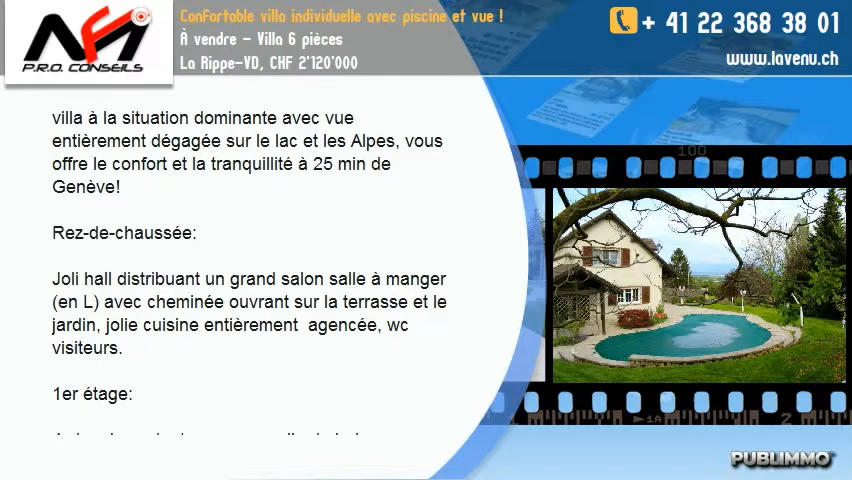 NAI
P.R.O. CONSEILS
Confortable villa individuelle avec piscine et vue !
À vendre – Villa 6 pièces
La Rippe-VD, CHF 2'120'000
+ 41 22 368 38 01
www.lavenu.ch
villa à la situation dominante avec vue
entièrement dégagée sur le lac et les Alpes, vous
offre le confort et la tranquillité à 25 min de
Genève!
Rez-de-chaussée:
Joli hall distribuant un grand salon salle à manger
(en L) avec cheminée ouvrant sur la terrasse et le
jardin, jolie cuisine entièrement agencée, wc
visiteurs.
1er étage:
100
1A
2
PUBLIMMO